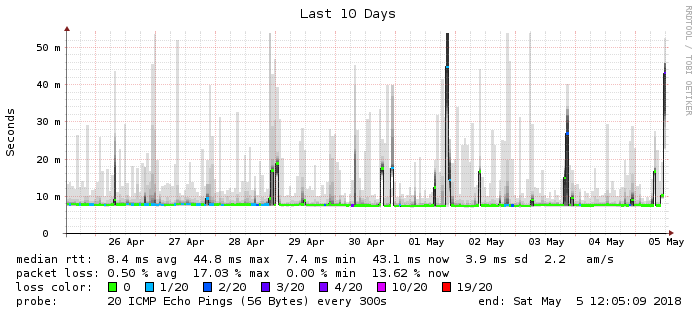 Last 10 Days
RRDTOOL / TOBI OETIKER
Seconds
50 m
40 m
30 m
20 m
10 m
0
26 Apr 27 Apr 28 Apr 29 Apr 30 Apr 01 May 02 May 03 May 04 May 05 May
median rtt: 8.4 ms avg 44.8 ms max 7.4 ms min 43.1 ms now 3.9 ms sd 2.2 am/s
packet loss: 0.50 % avg 17.03 % max 0.00 % min 13.62 % now
loss color: 0 1/20 2/20 3/20 4/20 10/20 19/20
probe: 20 ICMP Echo Pings (56 Bytes) every 300s end: Sat May 5 12:05:09 2018